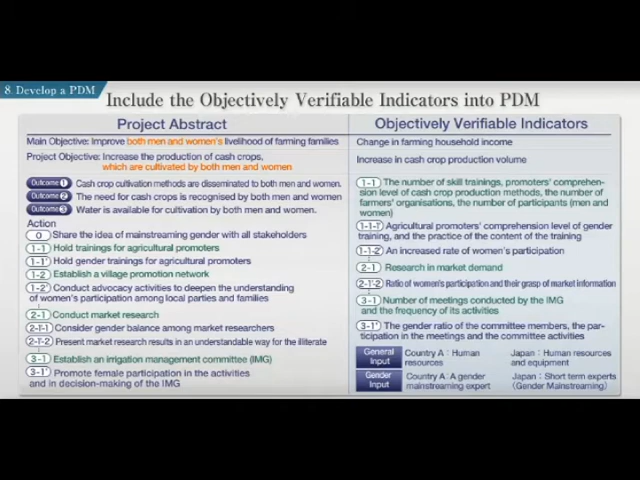 8. Develop a PDM
Include the Objectively Verifiable Indicators into PDM
Project Abstract
Main Objective: Improve both men and women's livelihood of farming families
Project Objective: Increase the production of cash crops,
which are cultivated by both men and women
Outcome 1 Cash crop cultivation methods are disseminated to both men and women.
Outcome 2 The need for cash crops is recognised by both men and women
Outcome 3 Water is available for cultivation by both men and women.
Action
0 Share the idea of mainstreaming gender with all stakeholders
1-1 Hold trainings for agricultural promoters
1-1' Hold gender trainings for agricultural promoters
1-2 Establish a village promotion network
1-2' Conduct advocacy activities to deepen the understanding
of women's participation among local parties and families
2-1 Conduct market research
2-1'-1 Consider gender balance among market researchers
2-1'-2 Present market research results in an understandable way for the illiterate
3-1 Establish an irrigation management committee (IMG)
3-1' Promote female participation in the activities
and in decision-making of the IMG
Objectively Verifiable Indicators
Change in farming household income
Increase in cash crop production volume
1-1 The number of skill trainings, promoters' comprehen-
sion level of cash crop production methods, the number of
farmers' organisations, the number of participants (men and
women)
1-1-1' Agricultural promoters' comprehension level of gender
training, and the practice of the content of the training
1-1-2' An increased rate of women's participation
2-1 Research in market demand
2-1'-2 Ratio of women's participation and their grasp of market information
3-1 Number of meetings conducted by the IMG
and the frequency of its activities
3-1' The gender ratio of the committee members, the par-
ticipation in the meetings and the committee activities
General Input Country A : Human resources Japan : Human resources and equipment
Gender Input Country A : A gender mainstreaming expert Japan : Short term experts (Gender Mainstreaming)